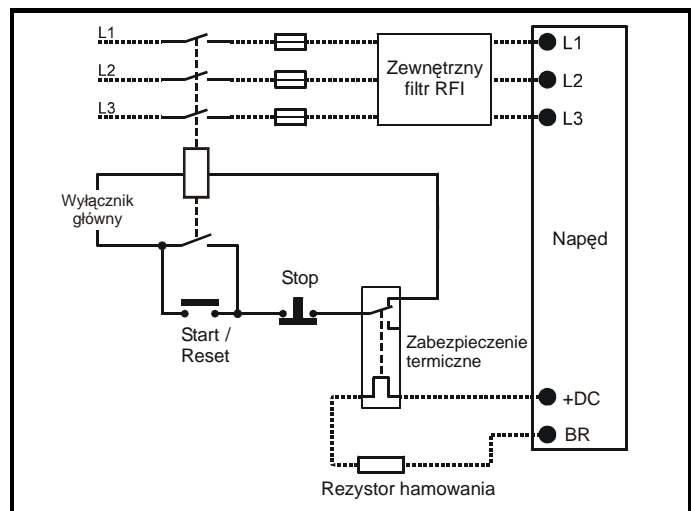 L1
L2
L3
Zewnętrzny
filtr RFI
L1
L2
L3
Wyłącznik
główny
Napęd
Stop
Start /
Reset
Zabezpieczenie
termiczne
+DC
BR
Rezystor hamowania